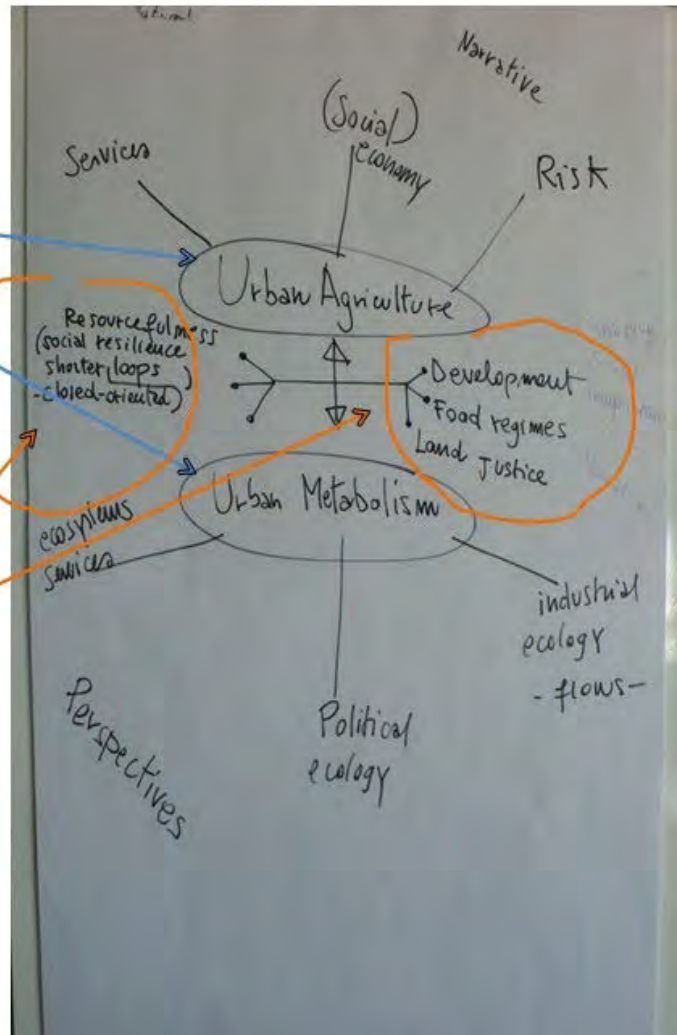 Narrative
(Social)
economy
Services
Risk
Urban Agriculture
Resourcefulness
(social resilience
shorter loops )
-closed-oriented)
Development
Food regimes
Land Justice
Urban Metabolism
services
industrial
ecology
- flows -
Political
ecology
Perspectives